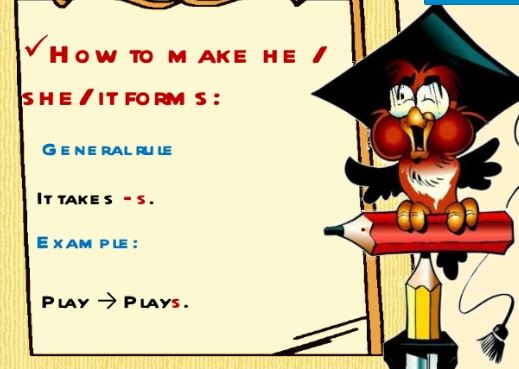 ✓How to make he /
she/it forms:
General rule
It takes -s.
Example:
Play → Plays.